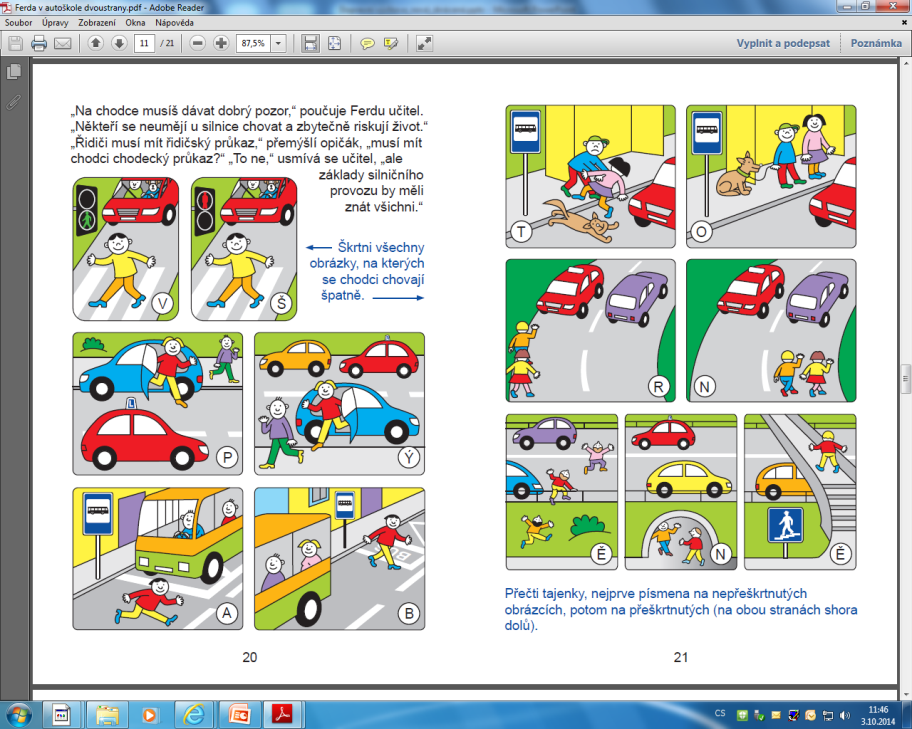 Ferda v autoškole dvoustrany.pdf - Adobe Reader
Soubor Úpravy Zobrazení Okna Nápověda
11 / 21
87,5%
Vyplnit a podepsat
Poznámka
„Na chodce musíš dávat dobrý pozor,“ poučuje Ferdu učitel.
„Někteří se neumějí u silnice chovat a zbytečně riskují život.“
„Řidiči musí mít řidičský průkaz,“ přemýšlí opičák, „musí mít
chodci chodecký průkaz?“ „To ne,“ usmívá se učitel, „ale
základy silničního
provozu by měli
znát všichni.“
V
Š
Škrtni všechny
obrázky, na kterých
se chodci chovají
špatně.
L
P
Ý
A
BUS
B
20
T
O
R
N
Ě
N
Ě
Přečti tajenky, nejprve písmena na nepřeškrtnutých
obrázcích, potom na přeškrtnutých (na obou stranách shora
dolů).
21
CS
11:46
3.10.2014